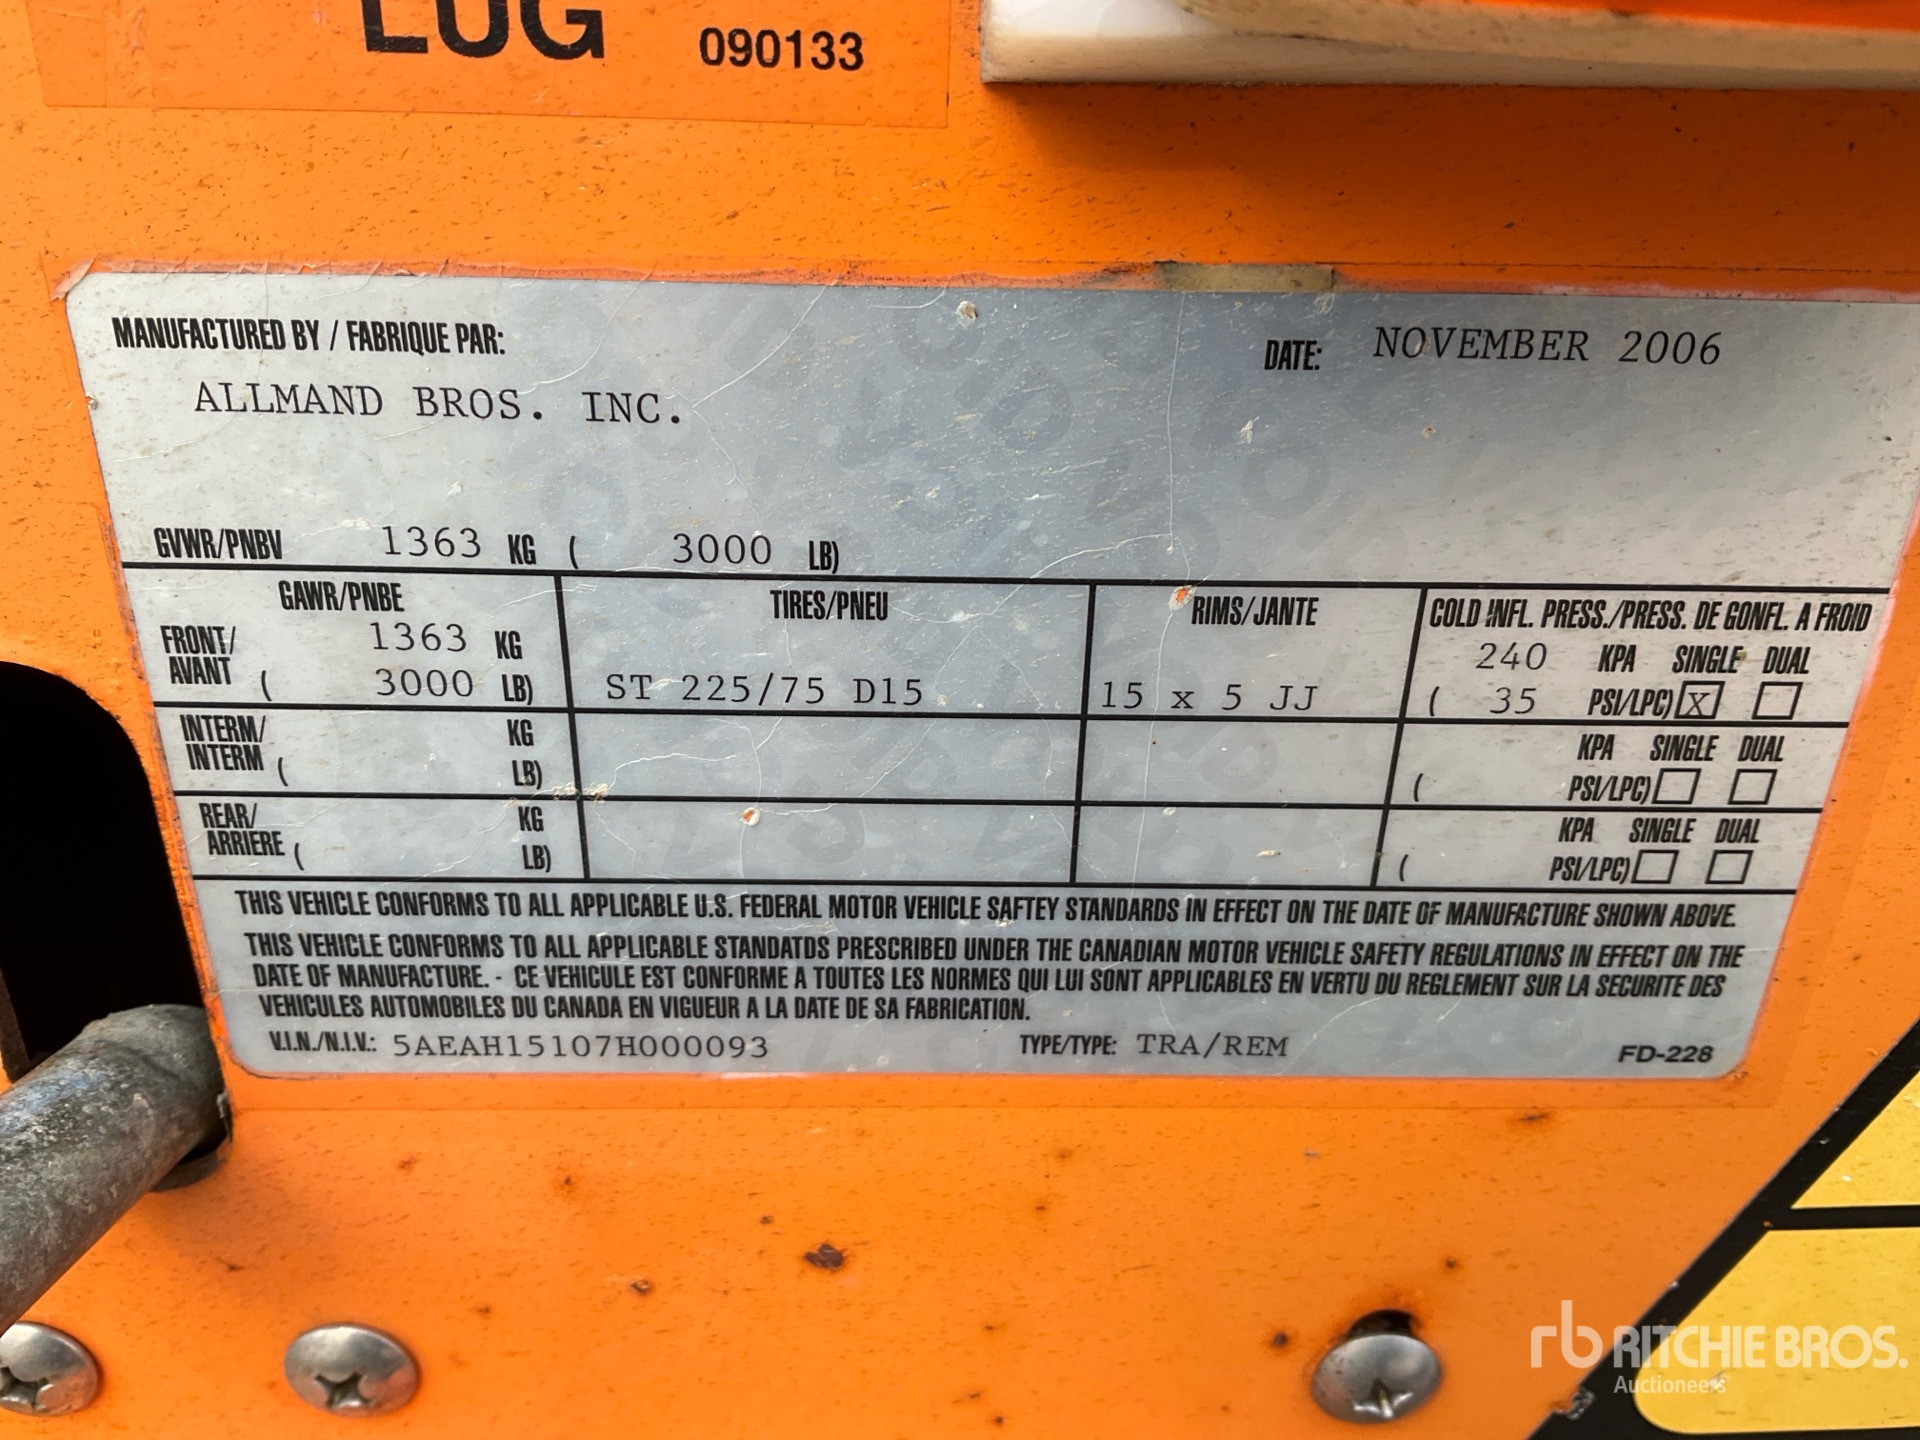 LUG
090133
MANUFACTURED BY / FABRIQUE PAR:
DATE: NOVEMBER 2006
ALLMAND BROS. INC.
GVWR/PNBV 1363 KG ( 3000 LB)
GAWR/PNBE TIRES/PNEU RIMS/JANTE COLD INFL. PRESS./PRESS. DE GONFL. A FROID
FRONT/ 1363 KG 240 KPA SINGLE DUAL
AVANT ( 3000 LB) ST 225/75 D15 15 x 5 JJ ( 35 PSI/LPC) X
INTERM/ KG KPA SINGLE DUAL
INTERM ( LB) ( PSI/LPC)
REAR/ KG KPA SINGLE DUAL
ARRIERE ( LB) ( PSI/LPC)
THIS VEHICLE CONFORMS TO ALL APPLICABLE U.S. FEDERAL MOTOR VEHICLE SAFTEY STANDARDS IN EFFECT ON THE DATE OF MANUFACTURE SHOWN ABOVE.
THIS VEHICLE CONFORMS TO ALL APPLICABLE STANDATDS PRESCRIBED UNDER THE CANADIAN MOTOR VEHICLE SAFETY REGULATIONS IN EFFECT ON THE
DATE OF MANUFACTURE. - CE VEHICULE EST CONFORME A TOUTES LES NORMES QUI LUI SONT APPLICABLES EN VERTU DU REGLEMENT SUR LA SECURITE DES
VEHICULES AUTOMOBILES DU CANADA EN VIGUEUR A LA DATE DE SA FABRICATION.
V.I.N./N.I.V.: 5AEAH15107H000093 TYPE/TYPE: TRA/REM FD-228
rb RITCHIE BROS.
Auctioneers